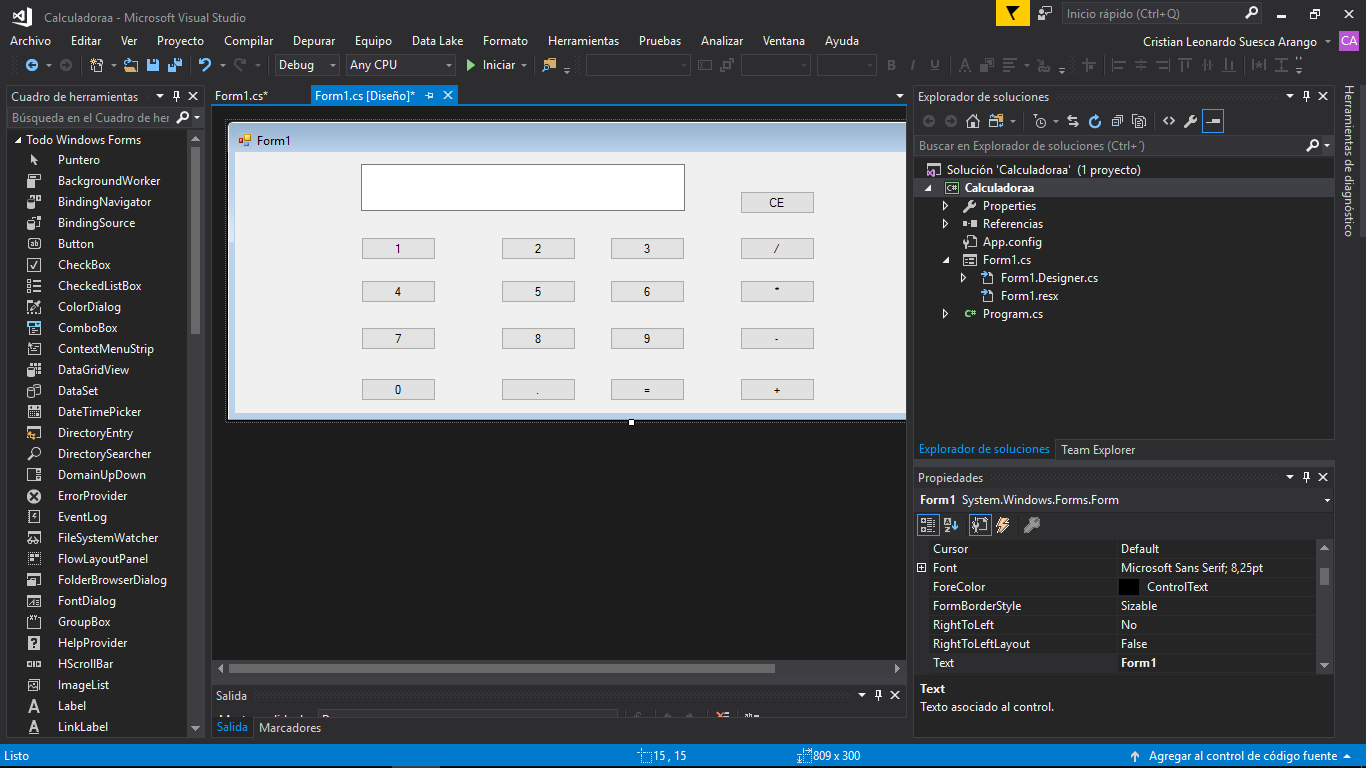 Calculadoraa - Microsoft Visual Studio
Inicio rápido (Ctrl+Q)
Archivo Editar Ver Proyecto Compilar Depurar Equipo Data Lake Formato Herramientas Pruebas Analizar Ventana Ayuda
Cristian Leonardo Suesca Arango CA
Debug Any CPU Iniciar
Cuadro de herramientas
Búsqueda en el Cuadro de her
Todo Windows Forms
Puntero
BackgroundWorker
BindingNavigator
BindingSource
Button
CheckBox
CheckedListBox
ColorDialog
ComboBox
ContextMenuStrip
DataGridView
DataSet
DateTimePicker
DirectoryEntry
DirectorySearcher
DomainUpDown
ErrorProvider
EventLog
FileSystemWatcher
FlowLayoutPanel
FolderBrowserDialog
FontDialog
GroupBox
HelpProvider
HScrollBar
ImageList
Label
LinkLabel
Form1.cs* Form1.cs [Diseño]*
Form1
CE
1 2 3 /
4 5 6 *
7 8 9 -
0 . = +
Salida
Salida Marcadores
Explorador de soluciones
Buscar en Explorador de soluciones (Ctrl+´)
Solución 'Calculadoraa' (1 proyecto)
Calculadoraa
Properties
Referencias
App.config
Form1.cs
Form1.Designer.cs
Form1.resx
Program.cs
Explorador de soluciones Team Explorer
Propiedades
Form1 System.Windows.Forms.Form
Cursor Default
Font Microsoft Sans Serif; 8,25pt
ForeColor ControlText
FormBorderStyle Sizable
RightToLeft No
RightToLeftLayout False
Text Form1
Text
Texto asociado al control.
Herramientas de diagnóstico
Listo 15 , 15 809 x 300 Agregar al control de código fuente